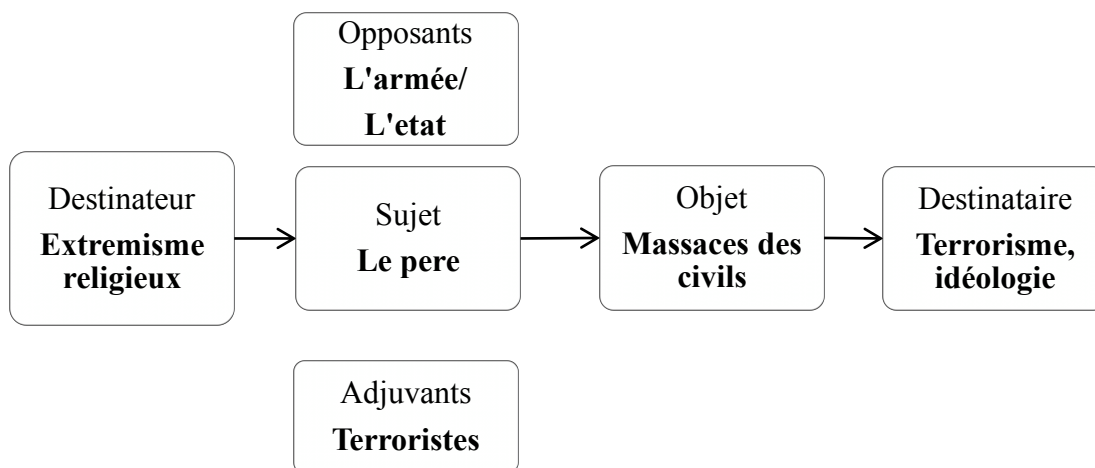 Opposants
L'armée/
L'etat
Destinateur
Extremisme
religieux
Sujet
Le pere
Objet
Massaces des
civils
Destinataire
Terrorisme,
idéologie
Adjuvants
Terroristes